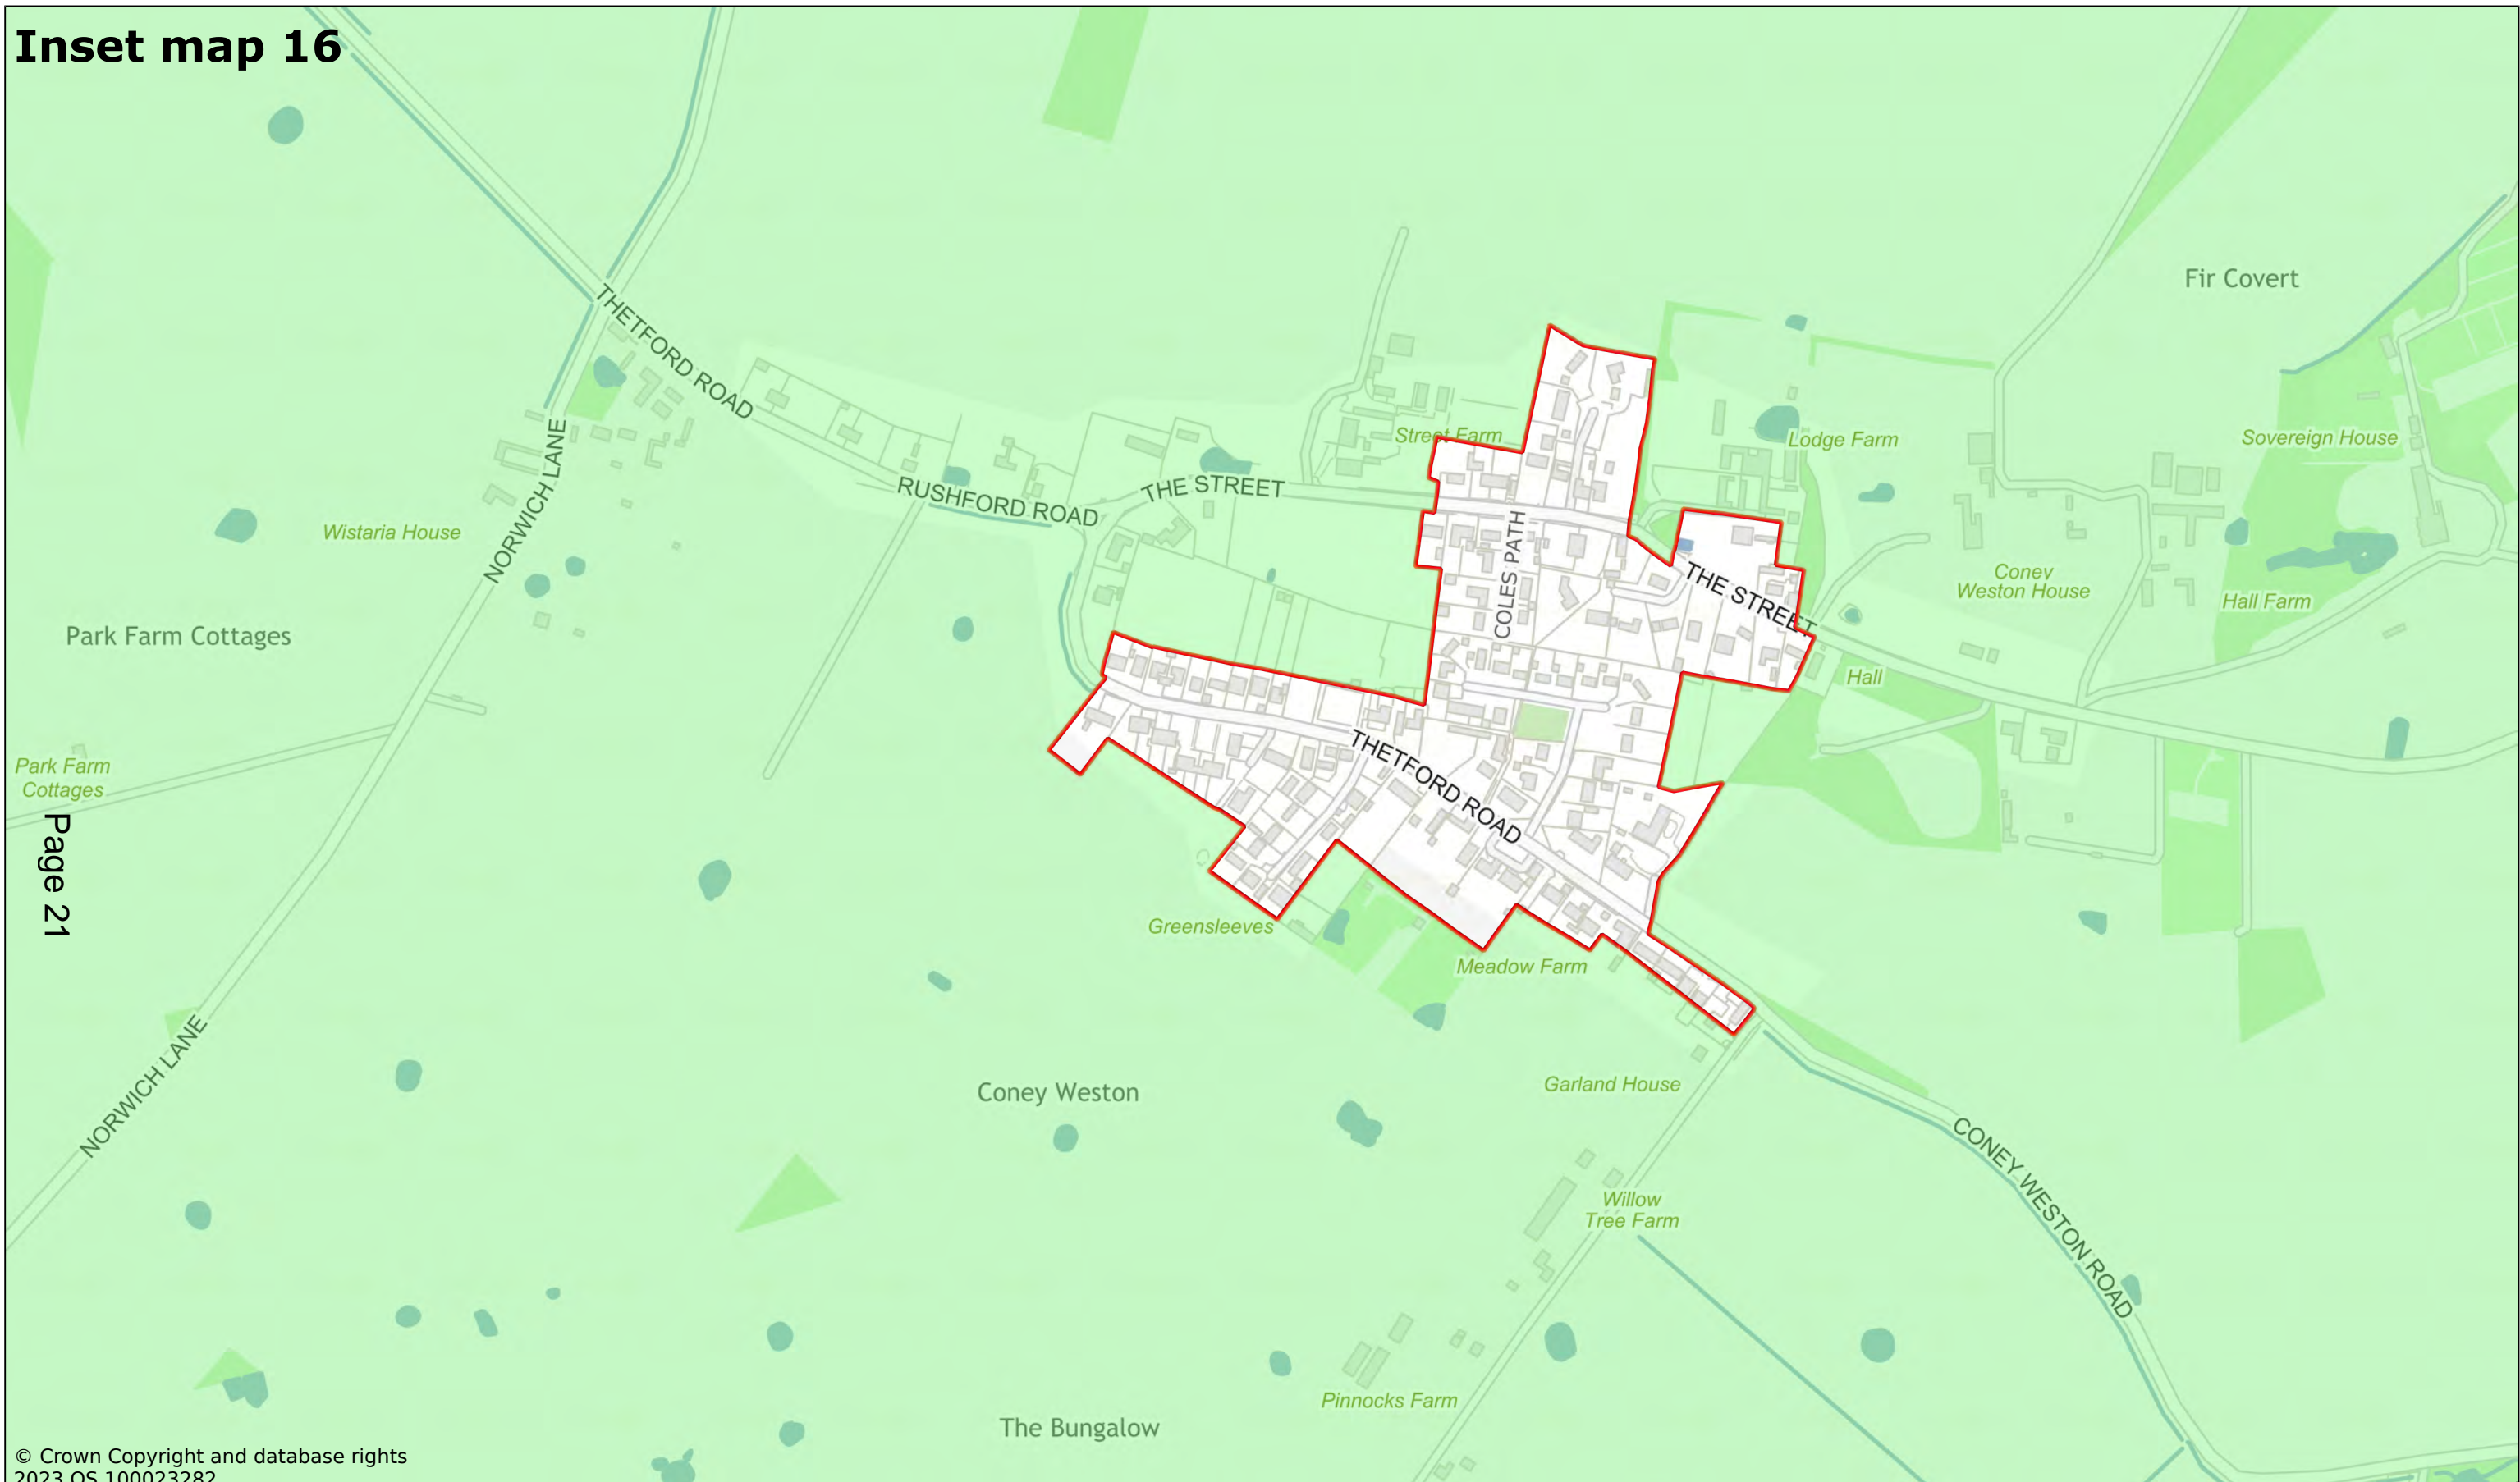 Inset map 16
Fir Covert
THETFORD ROAD
Street Farm
Lodge Farm
Sovereign House
NORWICH LANE
RUSHFORD ROAD
THE STREET
Wistaria House
COLES PATH
THE STREET
Coney
Weston House
Hall Farm
Park Farm Cottages
Hall
Park Farm
Cottages
THETFORD ROAD
Page 21
Greensleeves
Meadow Farm
NORWICH LANE
Coney Weston
Garland House
CONEY WESTON ROAD
Willow
Tree Farm
Pinnocks Farm
The Bungalow
© Crown Copyright and database rights
2023 OS 100023282